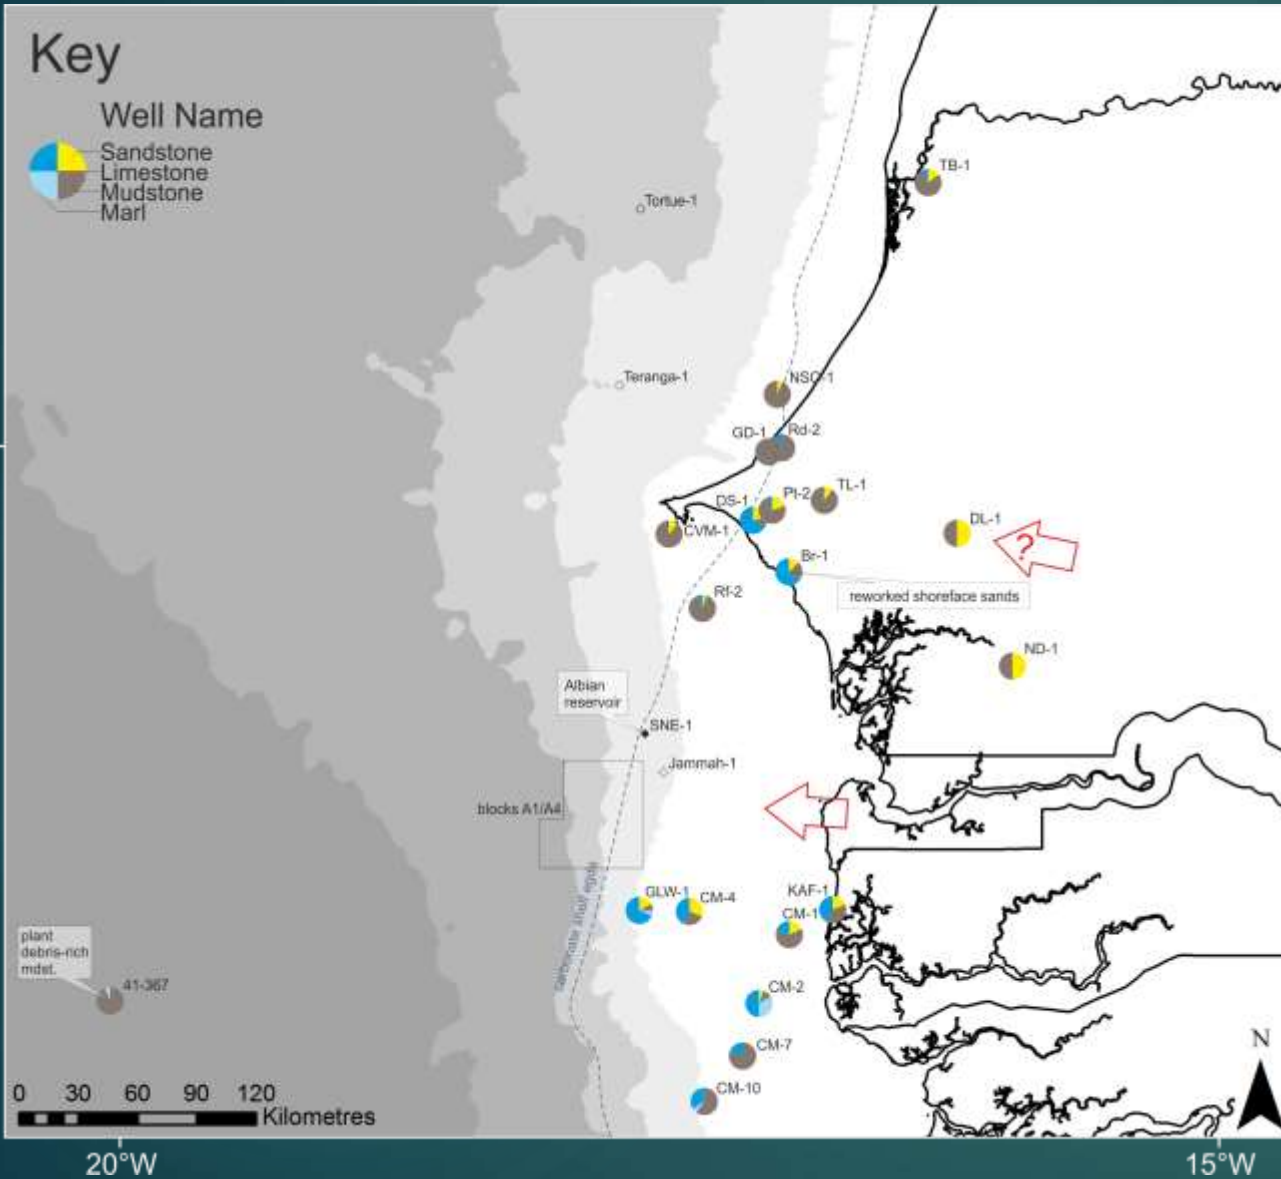 Key
Well Name
Sandstone
Limestone
Mudstone
Marl
TB-1
Tortue-1
Teranga-1
NSO-1
GD-1
Rd-2
DS-1
Pt-2
TL-1
CVM-1
DL-1
?
Br-1
reworked shoreface sands
Rf-2
ND-1
Albian
reservoir
SNE-1
Jammah-1
blocks A1/A4
carbonate shelf edge
GLW-1
CM-4
KAF-1
CM-1
plant
debris-rich
mdst.
41-367
CM-2
CM-7
CM-10
N
0 30 60 90 120
Kilometres
20°W
15°W